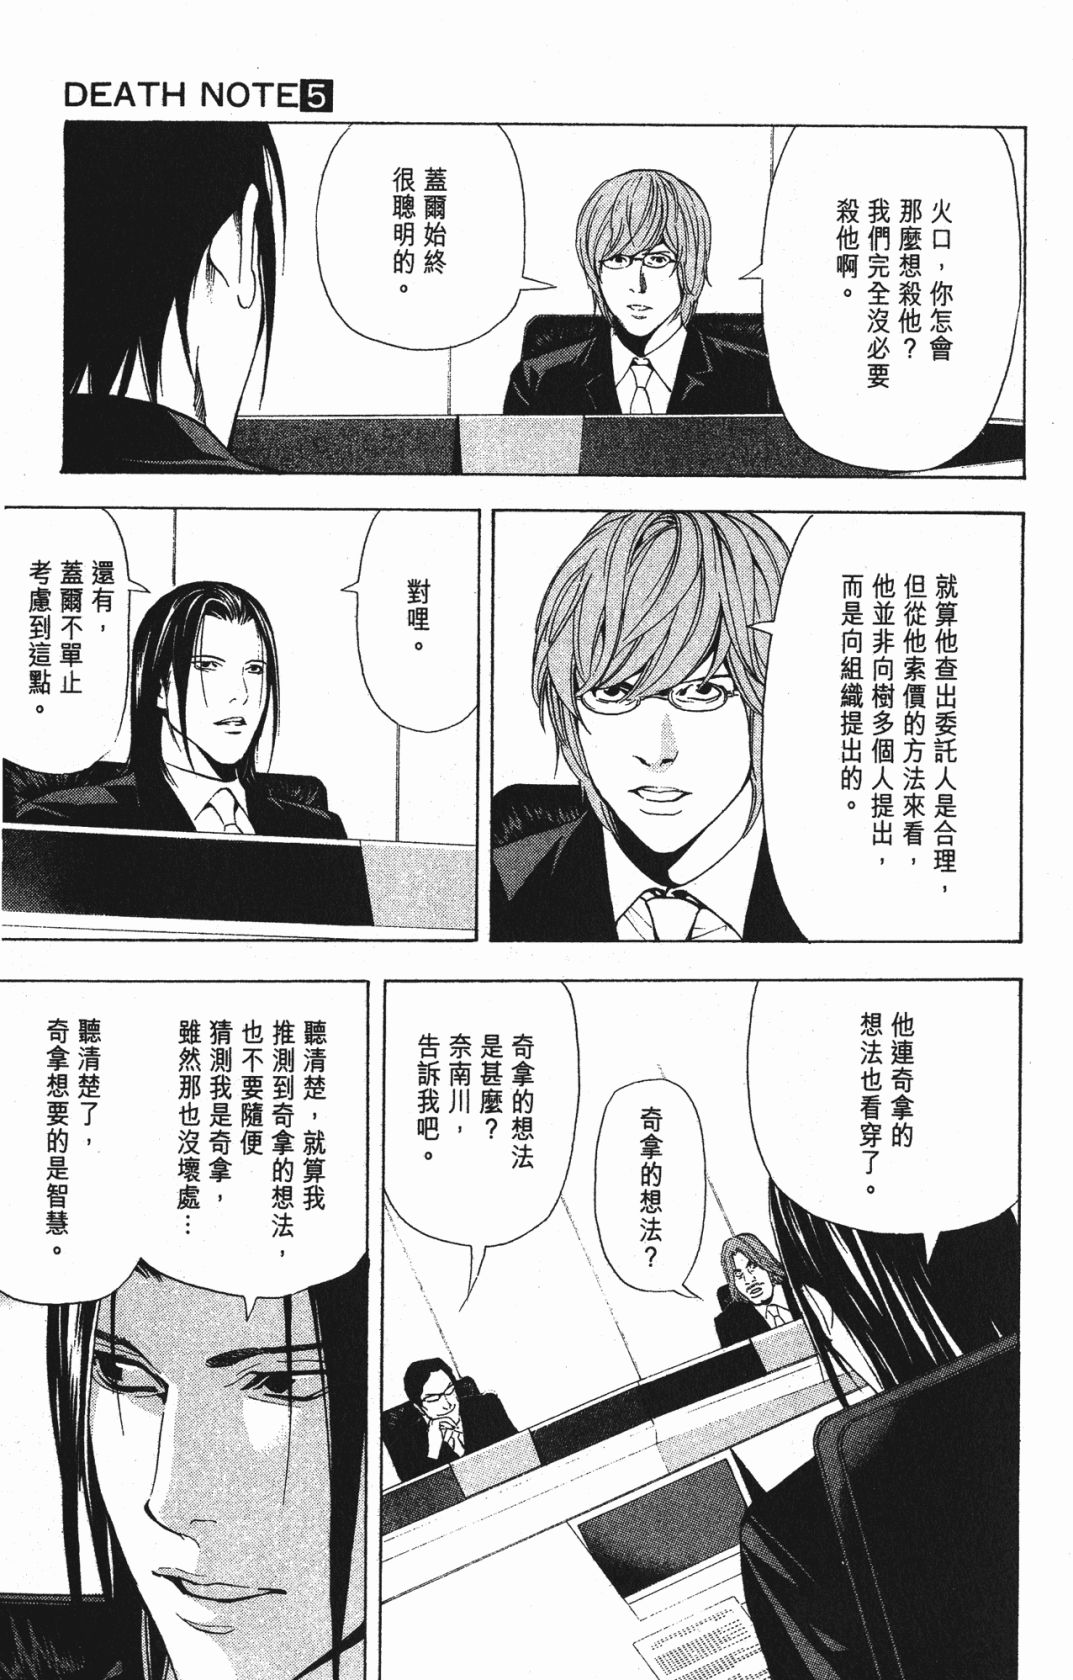 DEATH NOTE 5
火口，你怎會
那麼想殺他？
我們完全沒必要
殺他啊。
蓋爾始終
很聰明的。
就算他查出委託人是合理，
但從他索價的方法來看，
他並非向樹多個人提出，
而是向組織提出的。
對哩。
還有，
蓋爾不單止
考慮到這點。
他連奇拿的
想法也看穿了。
奇拿的想法？
奇拿的想法
是甚麼？
奈南川，
告訴我吧。
聽清楚，就算我
推測到奇拿的想法，
也不要隨便
猜測我是奇拿，
雖然那也沒壞處⋯
聽清楚了，
奇拿想要的是智慧。